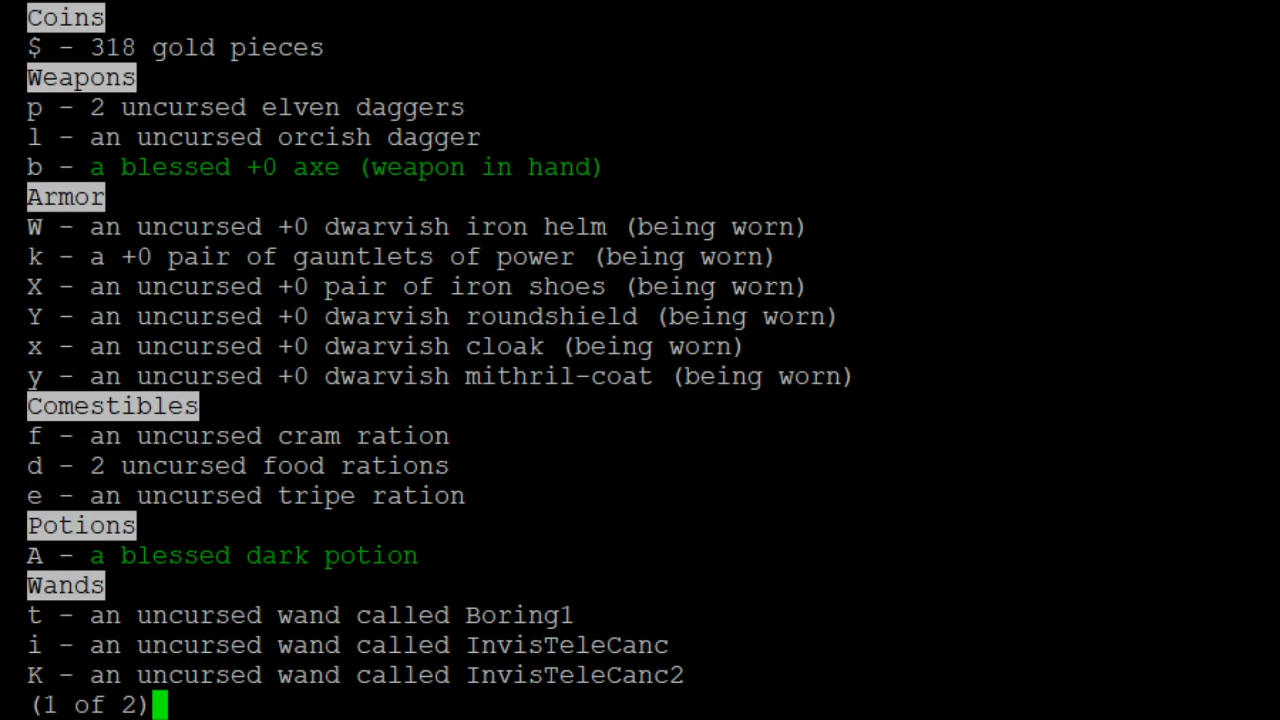 Coins
$ - 318 gold pieces
Weapons
p - 2 uncursed elven daggers
l - an uncursed orcish dagger
b - a blessed +0 axe (weapon in hand)
Armor
W - an uncursed +0 dwarvish iron helm (being worn)
k - a +0 pair of gauntlets of power (being worn)
X - an uncursed +0 pair of iron shoes (being worn)
Y - an uncursed +0 dwarvish roundshield (being worn)
x - an uncursed +0 dwarvish cloak (being worn)
y - an uncursed +0 dwarvish mithril-coat (being worn)
Comestibles
f - an uncursed cram ration
d - 2 uncursed food rations
e - an uncursed tripe ration
Potions
A - a blessed dark potion
Wands
t - an uncursed wand called Boring1
i - an uncursed wand called InvisTeleCanc
K - an uncursed wand called InvisTeleCanc2
(1 of 2)